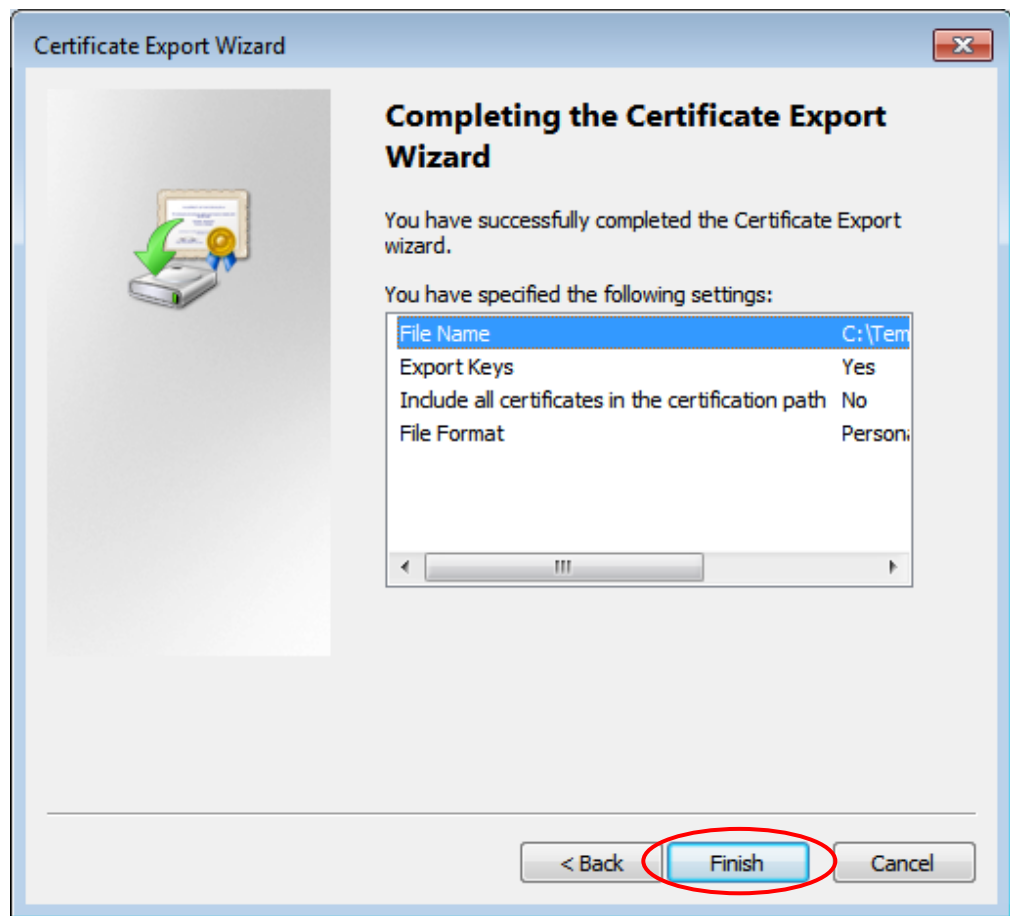 Certificate Export Wizard
Completing the Certificate Export
Wizard
You have successfully completed the Certificate Export
wizard.
You have specified the following settings:
File Name C:\Tem
Export Keys Yes
Include all certificates in the certification path No
File Format Persona
< Back Finish Cancel